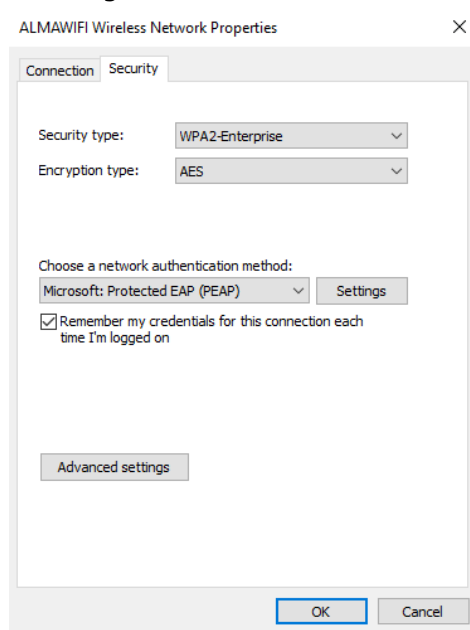 ALMAWIFI Wireless Network Properties
Connection Security
Security type: WPA2-Enterprise
Encryption type: AES
Choose a network authentication method:
Microsoft: Protected EAP (PEAP) Settings
Remember my credentials for this connection each
time I'm logged on
Advanced settings
OK Cancel